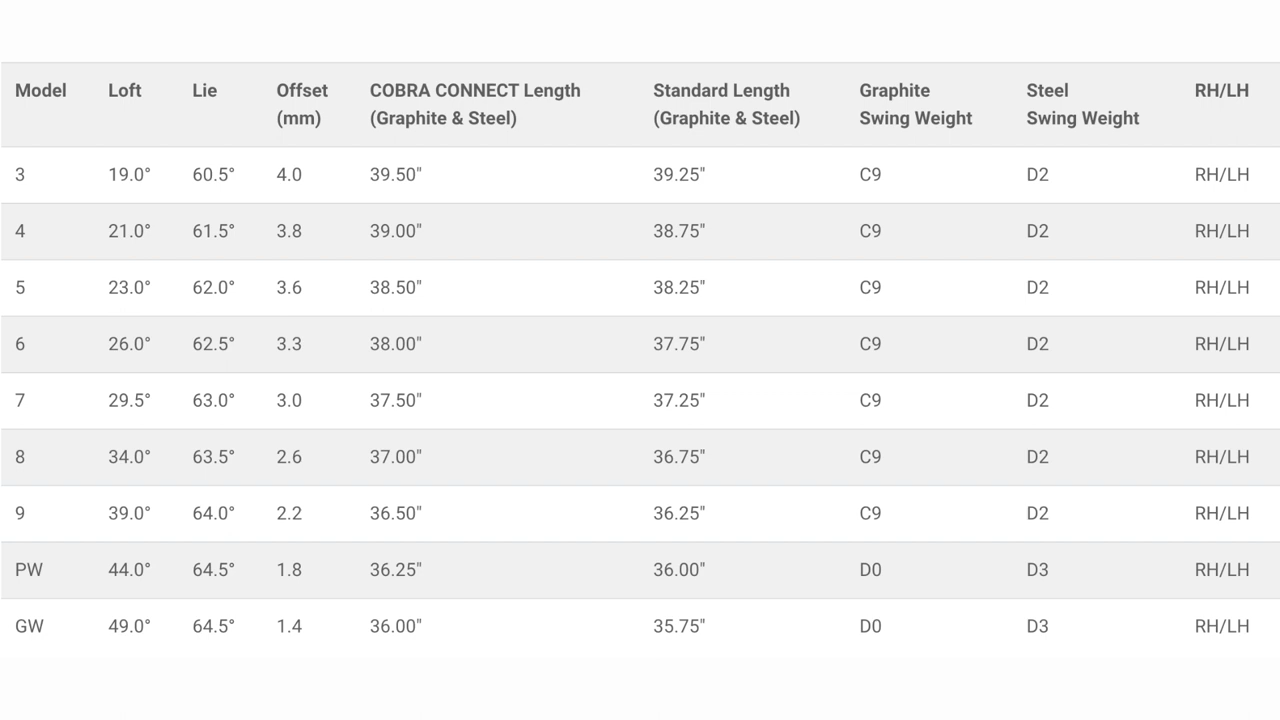 Model Loft Lie Offset (mm) COBRA CONNECT Length (Graphite & Steel) Standard Length (Graphite & Steel) Graphite Swing Weight Steel Swing Weight RH/LH
3 19.0° 60.5° 4.0 39.50" 39.25" C9 D2 RH/LH
4 21.0° 61.5° 3.8 39.00" 38.75" C9 D2 RH/LH
5 23.0° 62.0° 3.6 38.50" 38.25" C9 D2 RH/LH
6 26.0° 62.5° 3.3 38.00" 37.75" C9 D2 RH/LH
7 29.5° 63.0° 3.0 37.50" 37.25" C9 D2 RH/LH
8 34.0° 63.5° 2.6 37.00" 36.75" C9 D2 RH/LH
9 39.0° 64.0° 2.2 36.50" 36.25" C9 D2 RH/LH
PW 44.0° 64.5° 1.8 36.25" 36.00" D0 D3 RH/LH
GW 49.0° 64.5° 1.4 36.00" 35.75" D0 D3 RH/LH